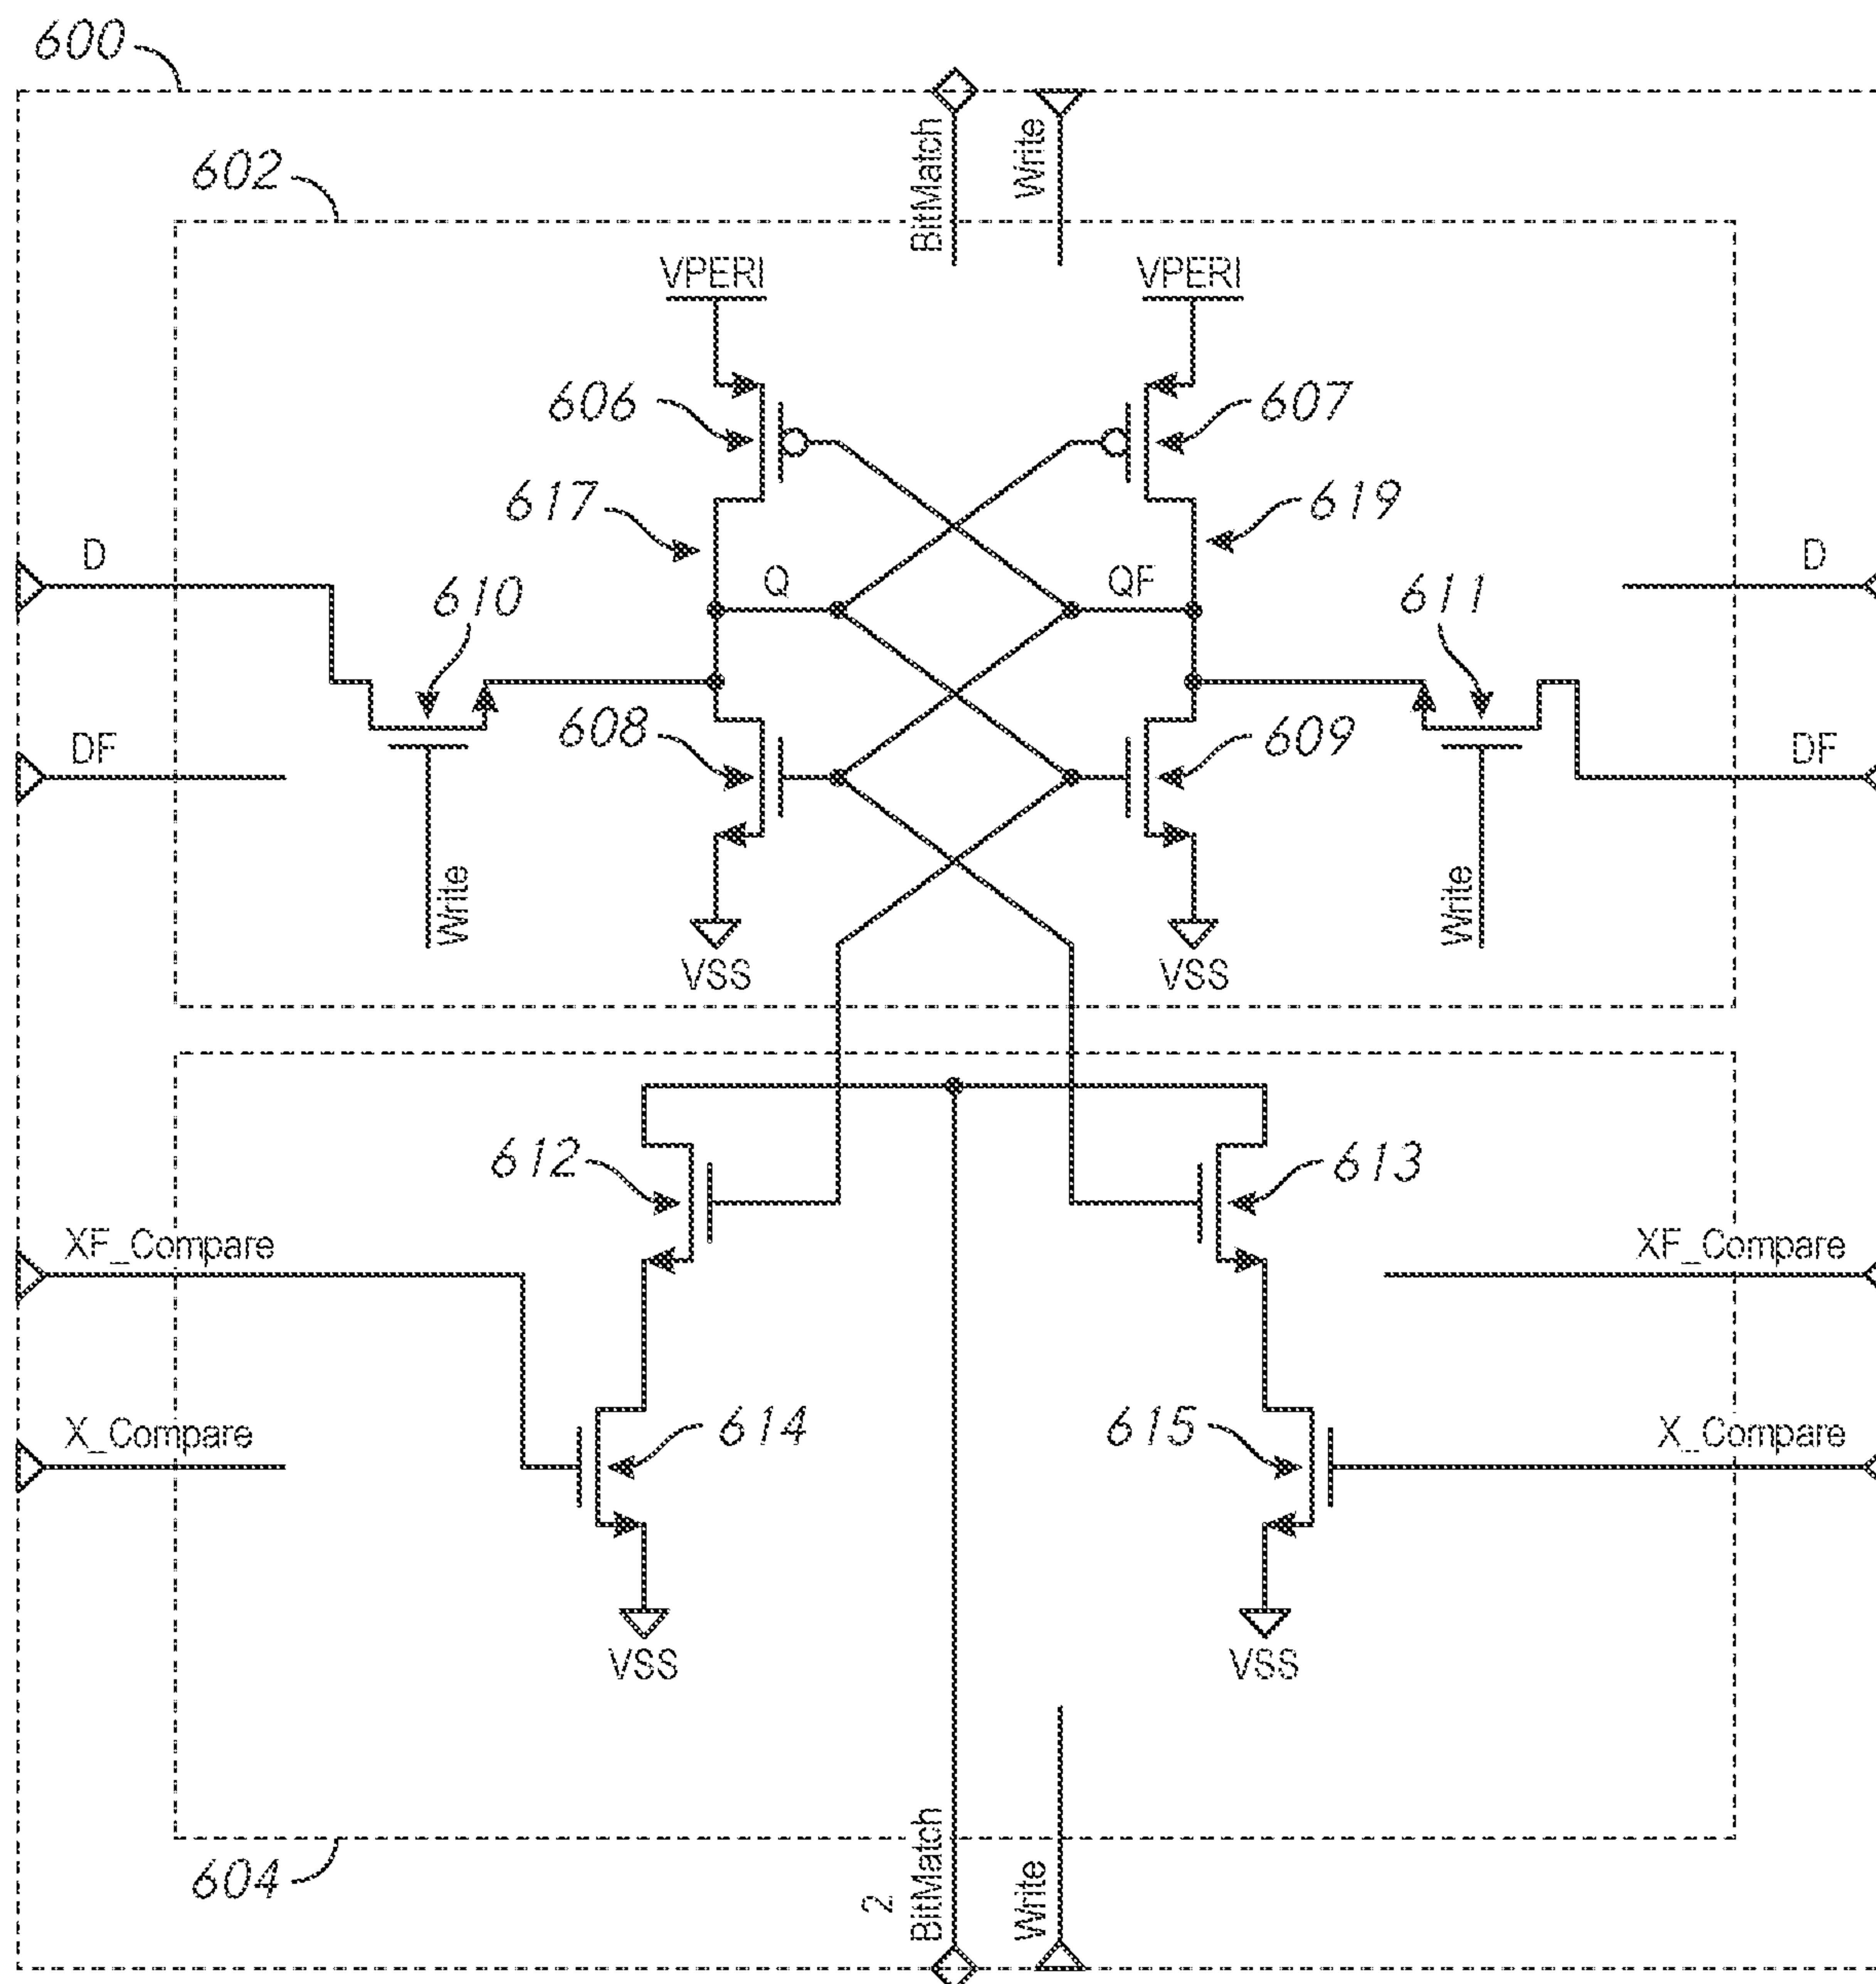 600
BitMatch
Write
602
VPERI
VPERI
606
607
617
619
D
Q
QF
D
610
611
DF
608
609
DF
Write
Write
VSS
VSS
612
613
XF_Compare
XF_Compare
X_Compare
614
615
X_Compare
VSS
VSS
604
2
BitMatch
Write